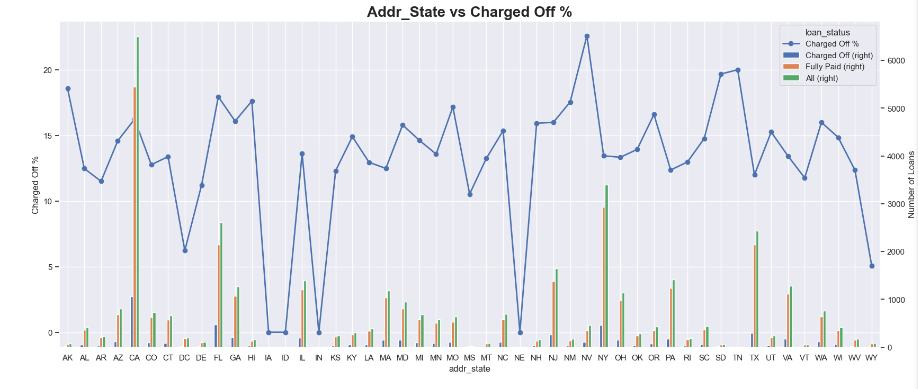 Addr_State vs Charged Off %
loan_status
Charged Off %
Charged Off (right)
Fully Paid (right)
All (right)
Charged Off %
20
15
10
5
0
6000
5000
4000
3000
2000
1000
0
Number of Loans
AK AL AR AZ CA CO CT DC DE FL GA HI IA ID IL IN KS KY LA MA MD MI MN MO MS MT NC NE NH NJ NM NV NY OH OK OR PA RI SC SD TN TX UT VA VT WA WI WV WY
addr_state